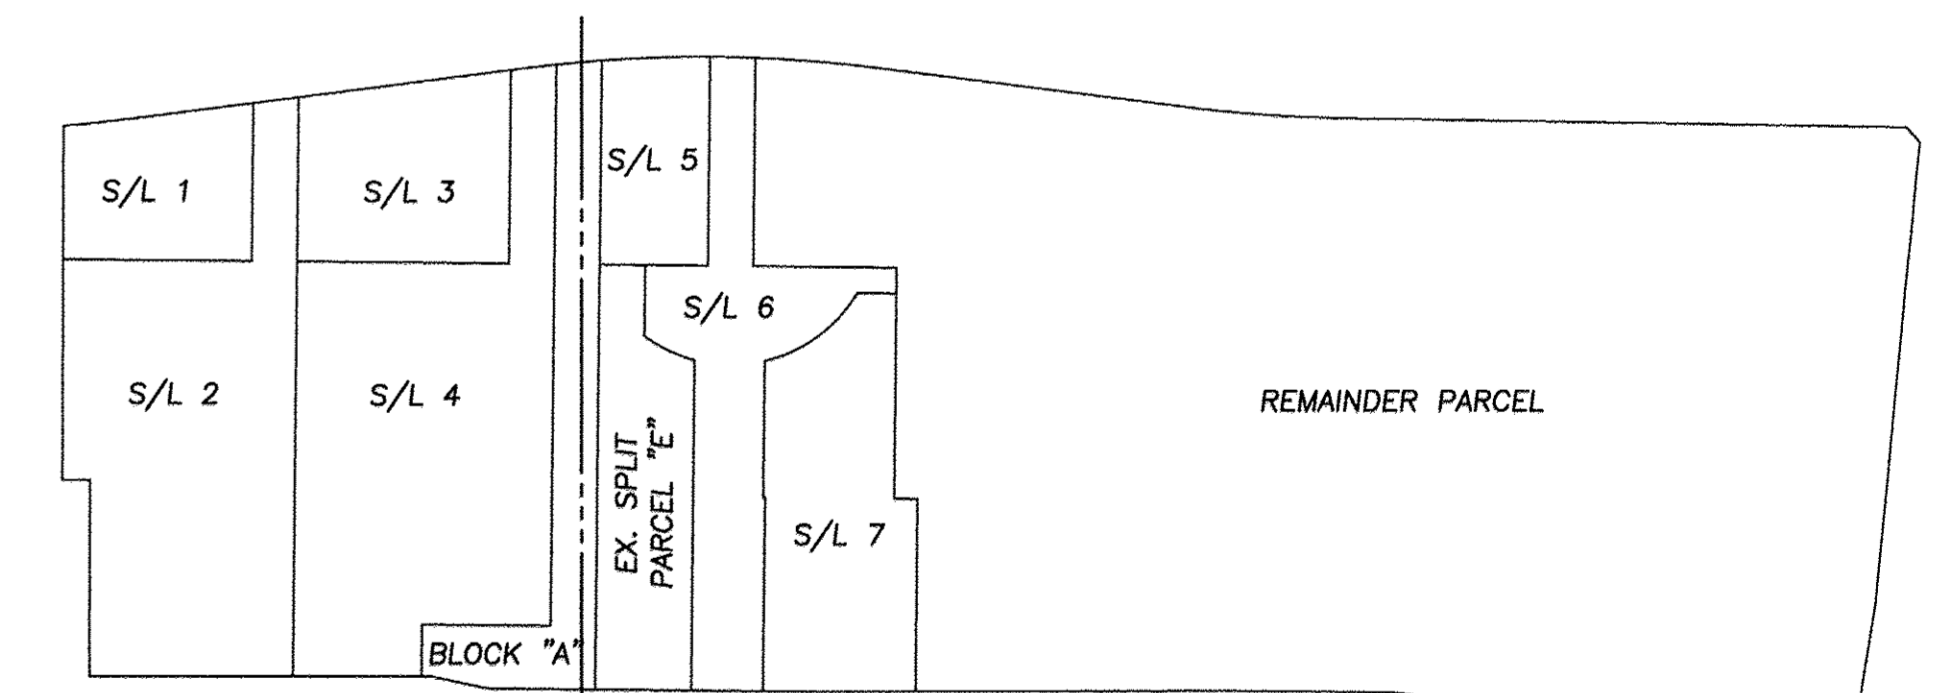 S/L 1
S/L 3
S/L 5
S/L 6
S/L 2
S/L 4
REMAINDER PARCEL
EX. SPLIT
PARCEL "E"
S/L 7
BLOCK "A"